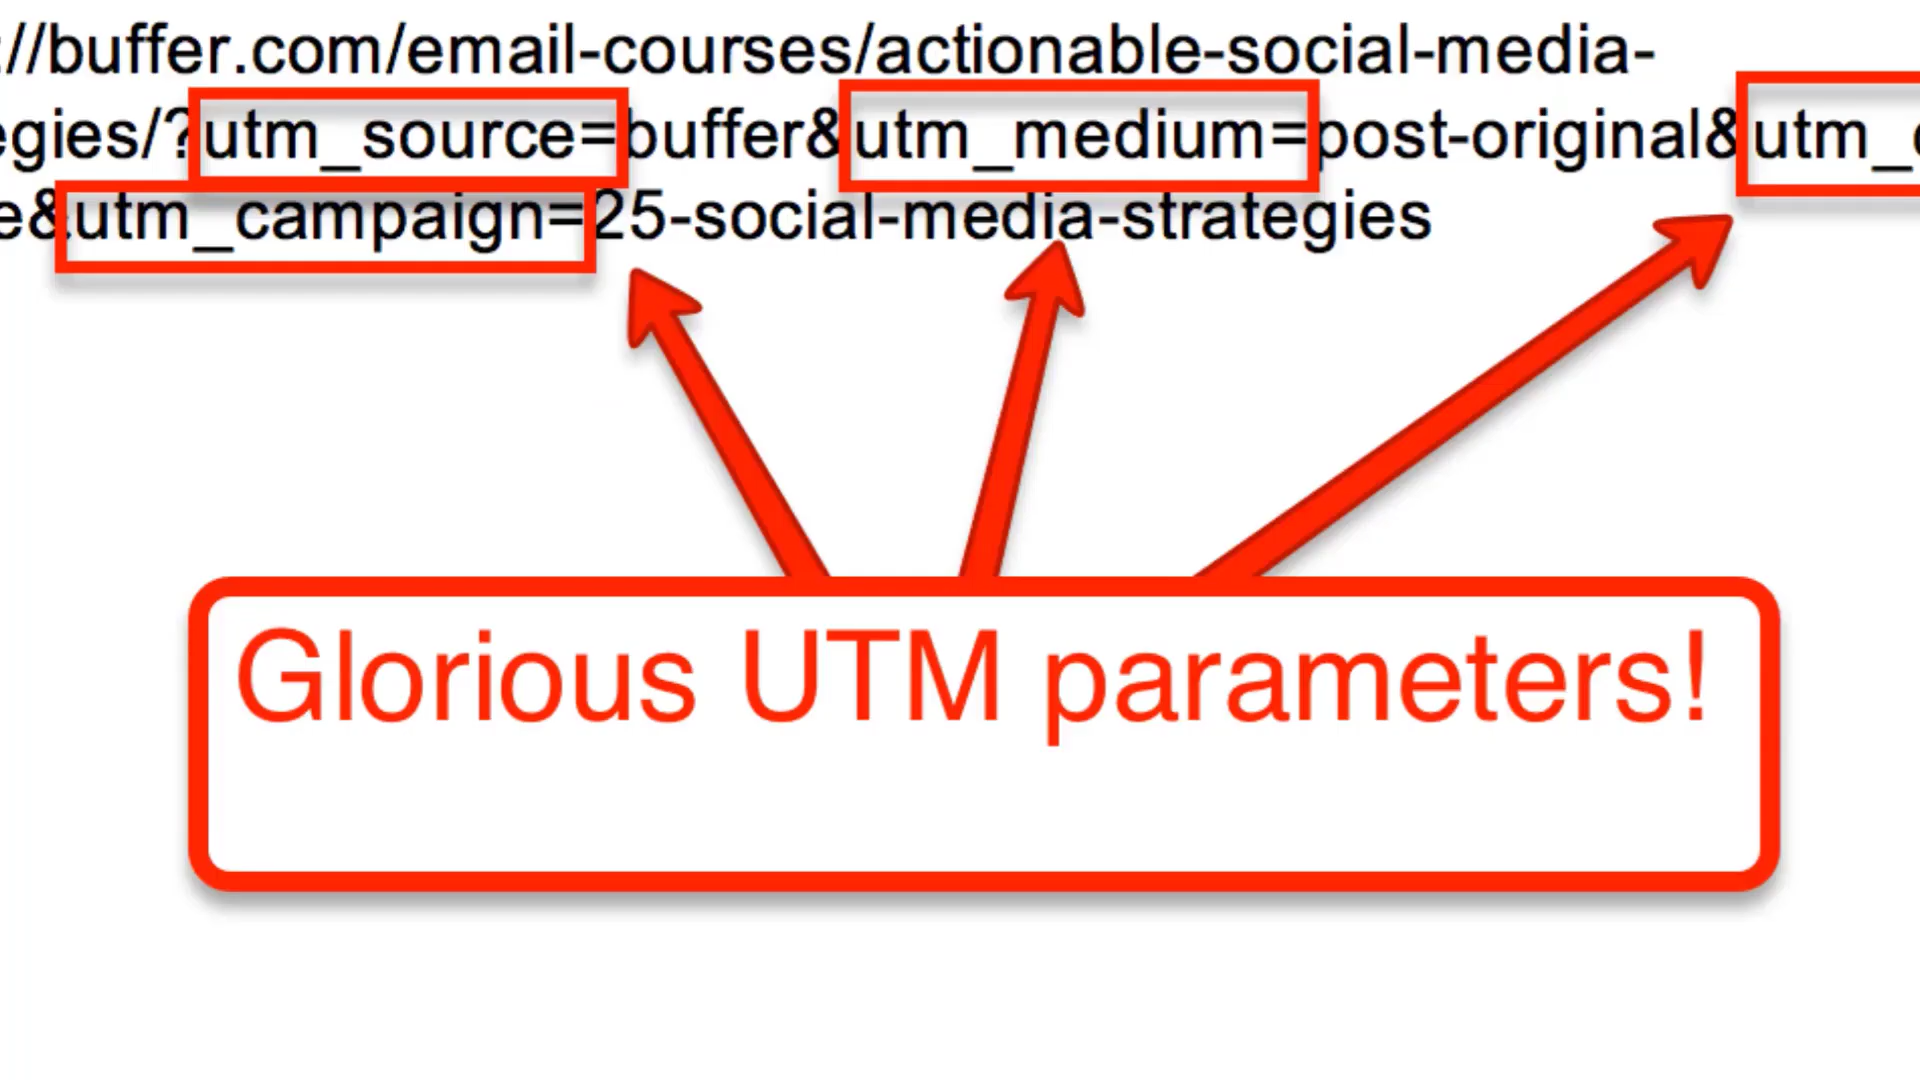 ://buffer.com/email-courses/actionable-social-media-
egies/?utm_source=buffer&utm_medium=post-original&utm_c
e&utm_campaign=25-social-media-strategies
Glorious UTM parameters!